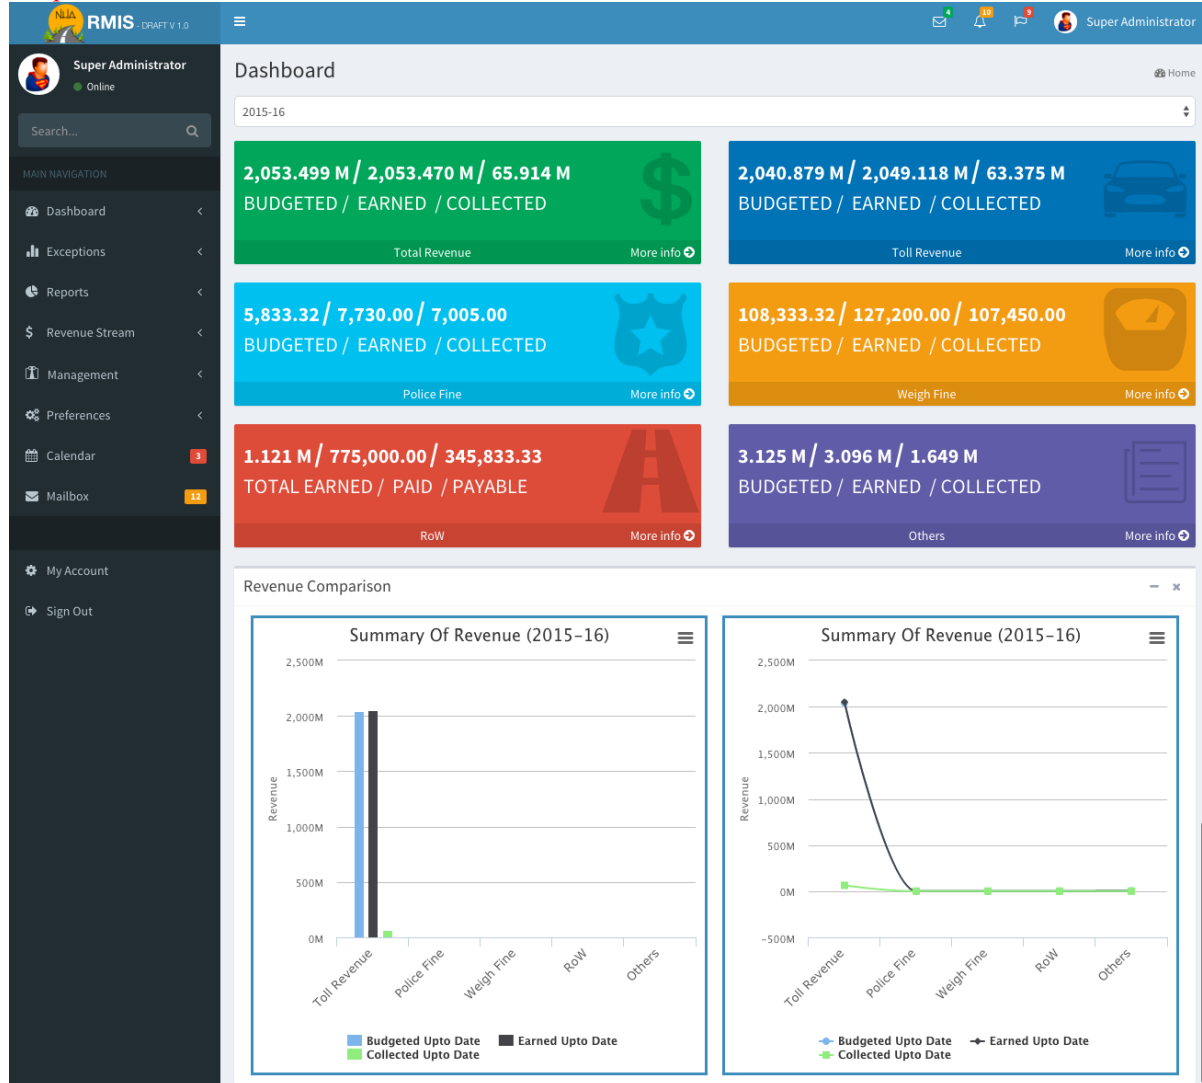 NHA RMIS - DRAFT V 1.0
4 10 9 Super Administrator
Super Administrator
Online
Search...
MAIN NAVIGATION
Dashboard
Exceptions
Reports
Revenue Stream
Management
Preferences
Calendar 3
Mailbox 12
My Account
Sign Out
Dashboard
Home
2015-16
2,053.499 M / 2,053.470 M / 65.914 M
BUDGETED / EARNED / COLLECTED
Total Revenue More info
2,040.879 M / 2,049.118 M / 63.375 M
BUDGETED / EARNED / COLLECTED
Toll Revenue More info
5,833.32 / 7,730.00 / 7,005.00
BUDGETED / EARNED / COLLECTED
Police Fine More info
108,333.32 / 127,200.00 / 107,450.00
BUDGETED / EARNED / COLLECTED
Weigh Fine More info
1.121 M / 775,000.00 / 345,833.33
TOTAL EARNED / PAID / PAYABLE
RoW More info
3.125 M / 3.096 M / 1.649 M
BUDGETED / EARNED / COLLECTED
Others More info
Revenue Comparison
Summary Of Revenue (2015-16)
2,500M
2,000M
1,500M
1,000M
500M
0M
Revenue
Toll Revenue Police Fine Weigh Fine RoW Others
Budgeted Upto Date Earned Upto Date
Collected Upto Date
Summary Of Revenue (2015-16)
2,500M
2,000M
1,500M
1,000M
500M
0M
-500M
Revenue
Toll Revenue Police Fine Weigh Fine RoW Others
Budgeted Upto Date Earned Upto Date
Collected Upto Date